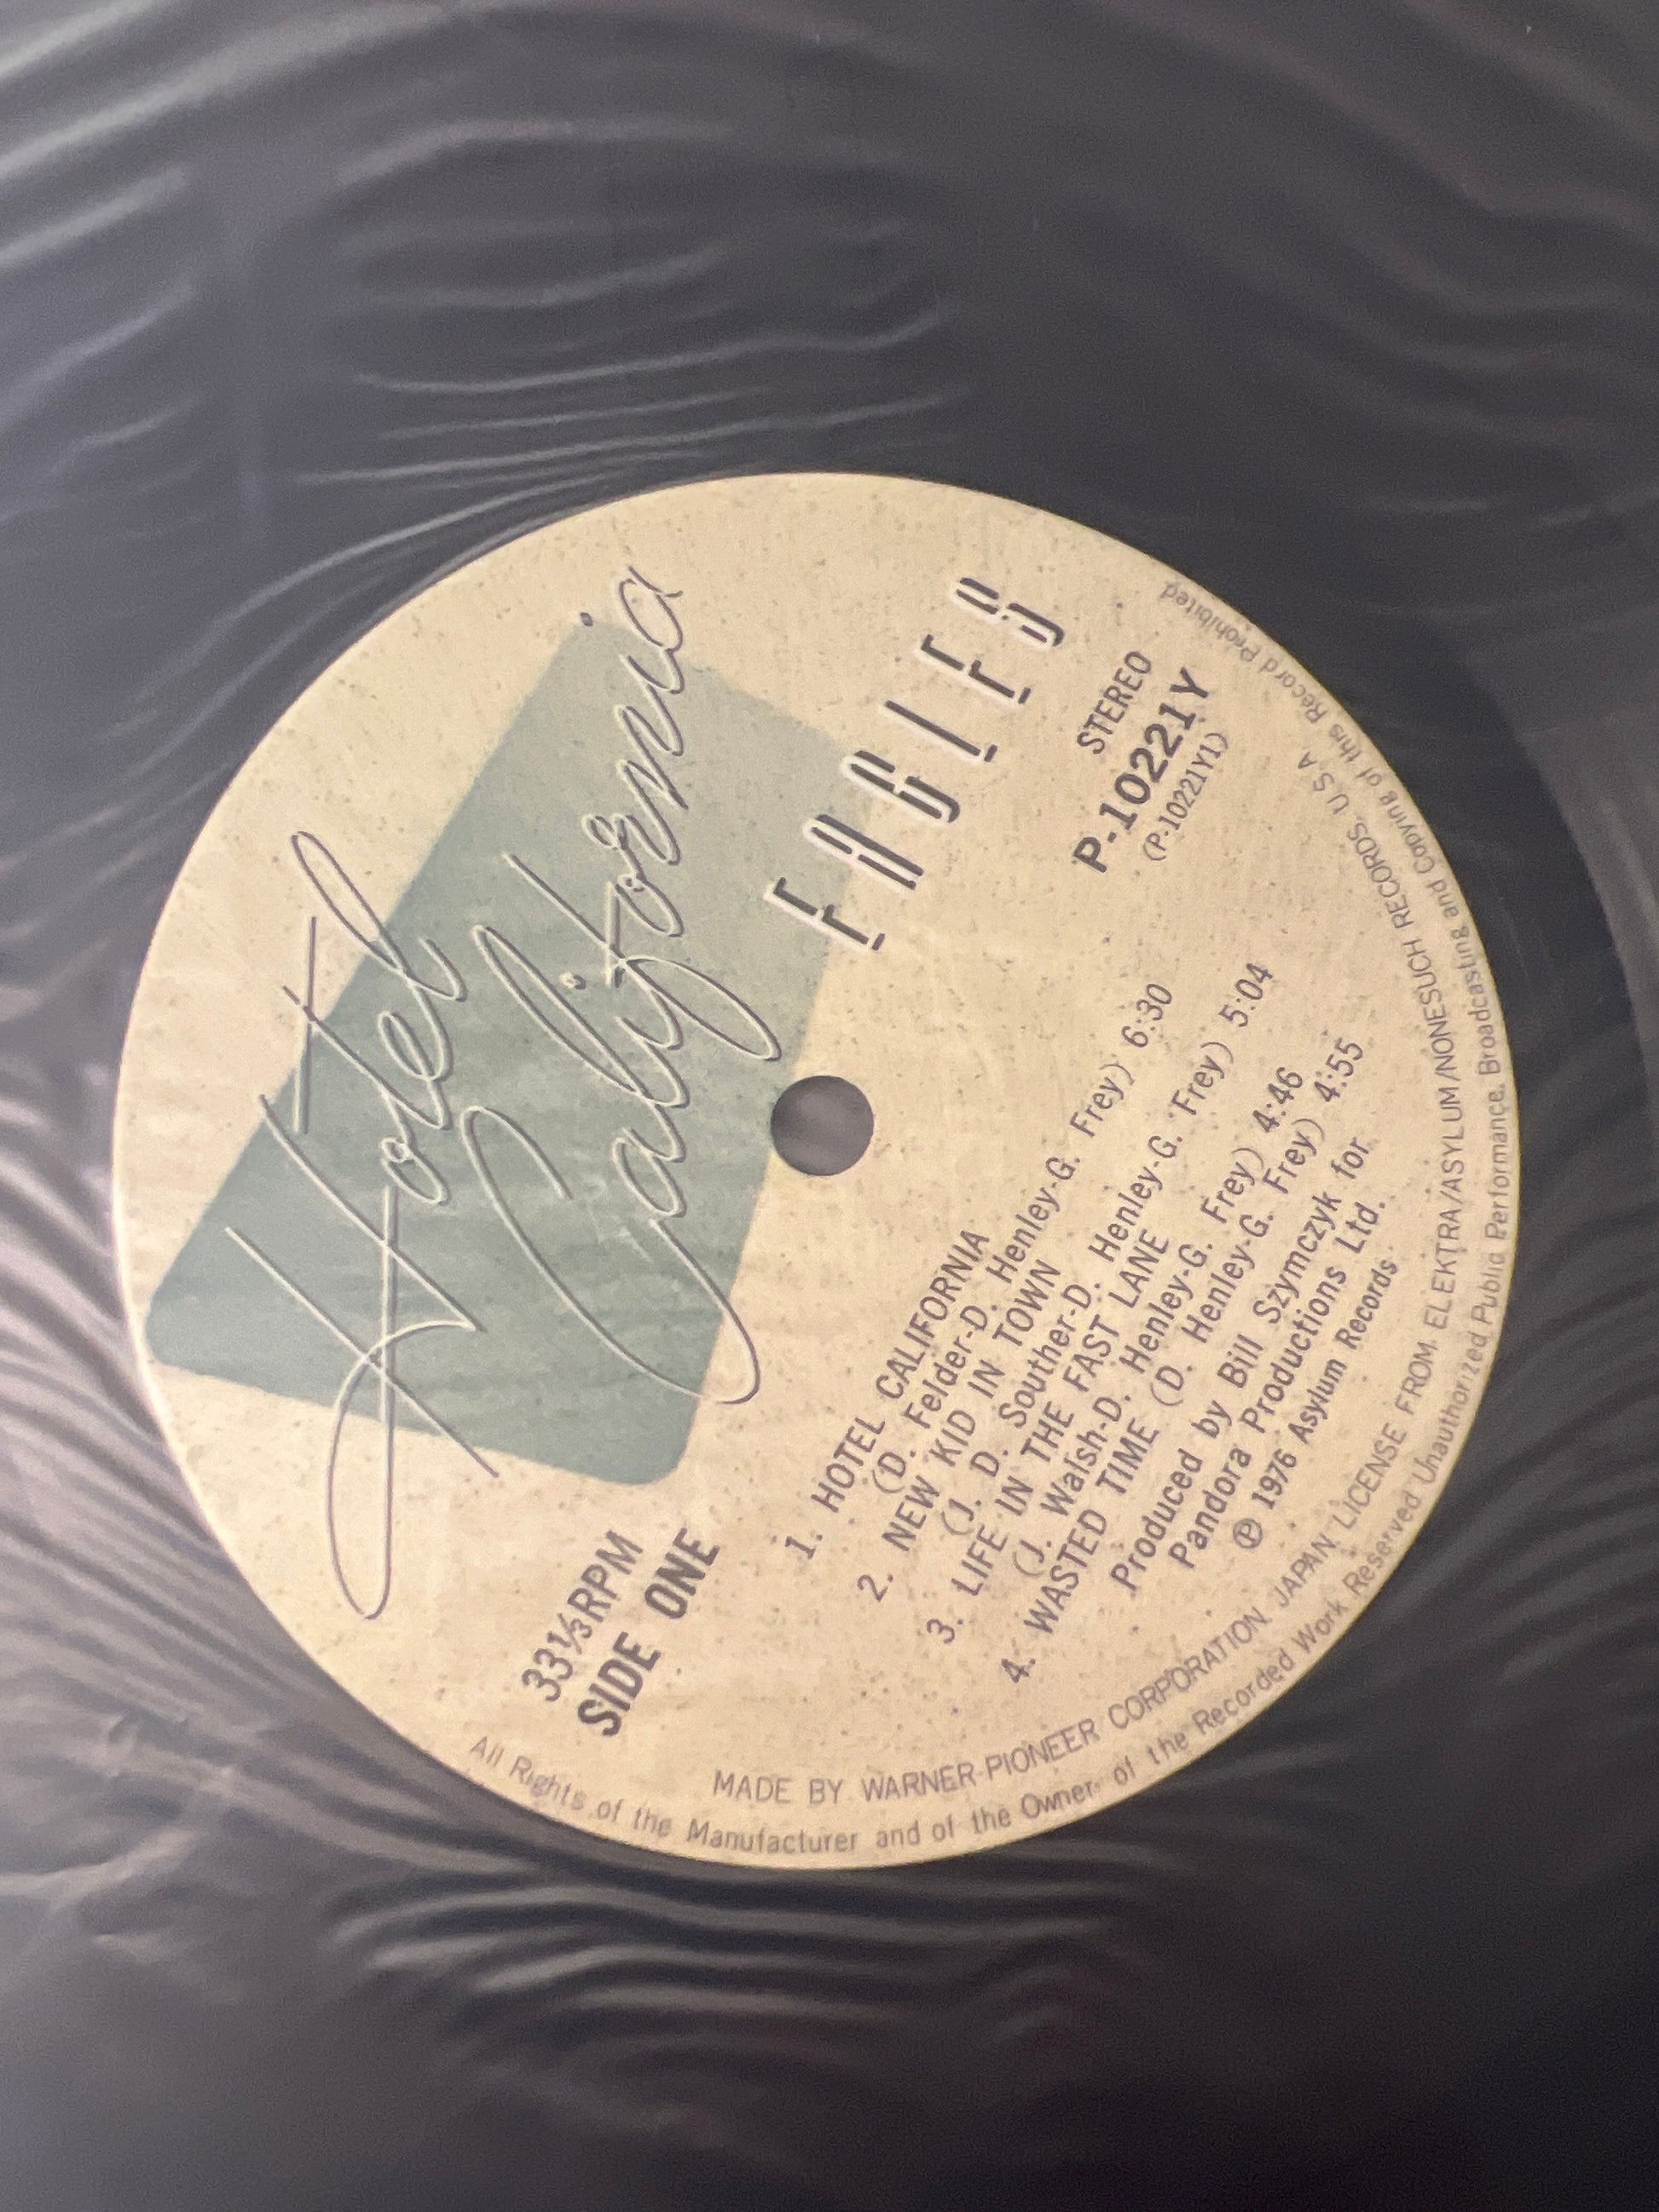 Hotel
California
EAGLES
33⅓RPM
SIDE ONE
STEREO
P-10221Y
(P-10221Y1)
1. HOTEL CALIFORNIA
(D. Felder-D. Henley-G. Frey) 6:30
2. NEW KID IN TOWN
(J. D. Souther-D. Henley-G. Frey) 5:04
3. LIFE IN THE FAST LANE
(J. Walsh-D. Henley-G. Frey) 4:46
4. WASTED TIME (D. Henley-G. Frey) 4:55
Produced by Bill Szymczyk for
Pandora Productions Ltd.
℗ 1976 Asylum Records
MADE BY WARNER-PIONEER CORPORATION. JAPAN. LICENSE FROM. ELEKTRA/ASYLUM/NONESUCH RECORDS. U.S.A.
All Rights of the Manufacturer and of the Owner of the Recorded Work Reserved Unauthorized Public Performance, Broadcasting and Copying of this Record Prohibited